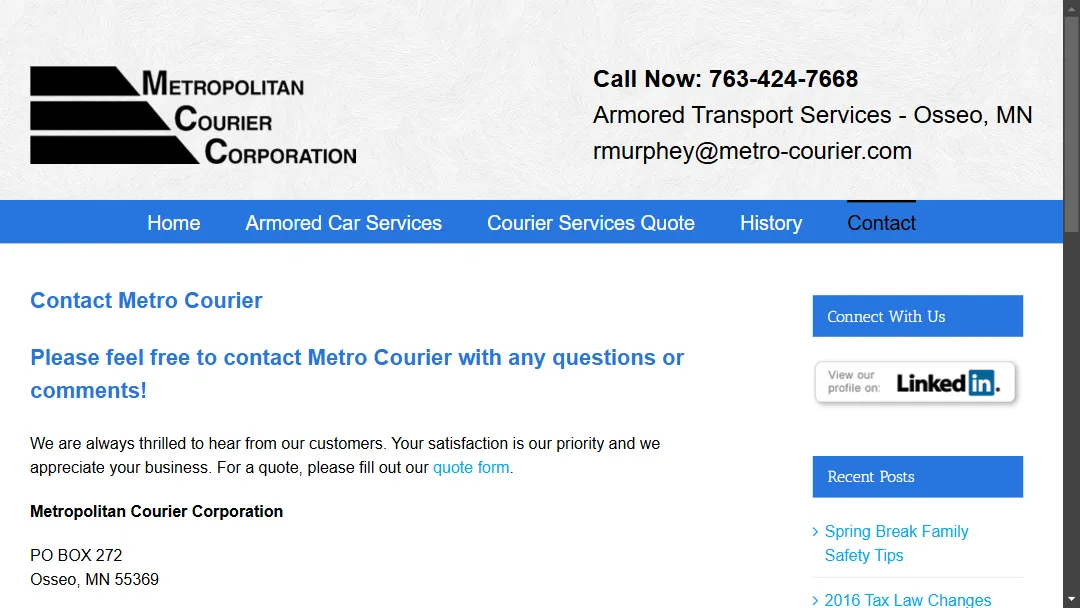 METROPOLITAN
COURIER
CORPORATION
Call Now: 763-424-7668
Armored Transport Services - Osseo, MN
rmurphey@metro-courier.com
Home
Armored Car Services
Courier Services Quote
History
Contact
Contact Metro Courier
Please feel free to contact Metro Courier with any questions or
comments!
We are always thrilled to hear from our customers. Your satisfaction is our priority and we
appreciate your business. For a quote, please fill out our quote form.
Metropolitan Courier Corporation
PO BOX 272
Osseo, MN 55369
Connect With Us
View our
profile on:
Linked in.
Recent Posts
Spring Break Family
Safety Tips
2016 Tax Law Changes